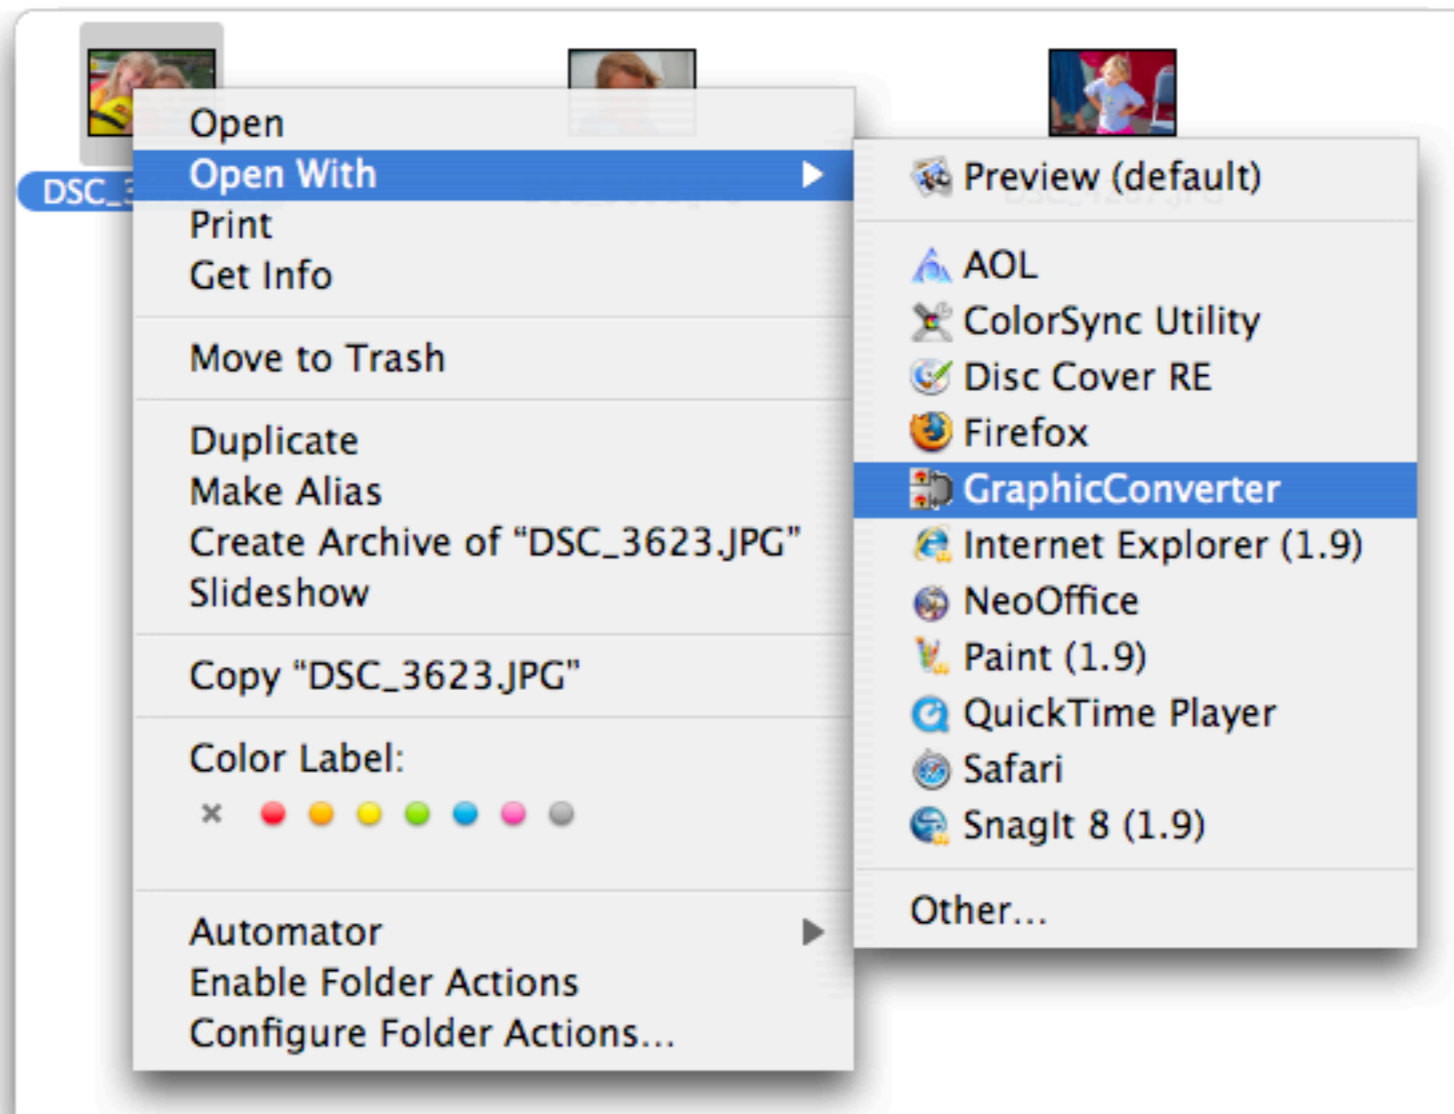 DSC_3
Open
Open With
Print
Get Info
Move to Trash
Duplicate
Make Alias
Create Archive of “DSC_3623.JPG”
Slideshow
Copy “DSC_3623.JPG”
Color Label:
Automator
Enable Folder Actions
Configure Folder Actions...
Preview (default)
AOL
ColorSync Utility
Disc Cover RE
Firefox
GraphicConverter
Internet Explorer (1.9)
NeoOffice
Paint (1.9)
QuickTime Player
Safari
SnagIt 8 (1.9)
Other...